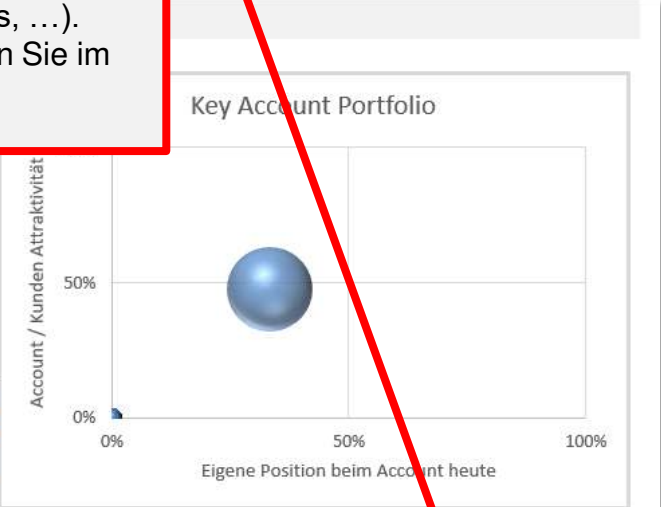 s, …).
n Sie im
Key Account Portfolio
Account / Kunden Attraktivität
50%
0%
0%
50%
100%
Eigene Position beim Account heute